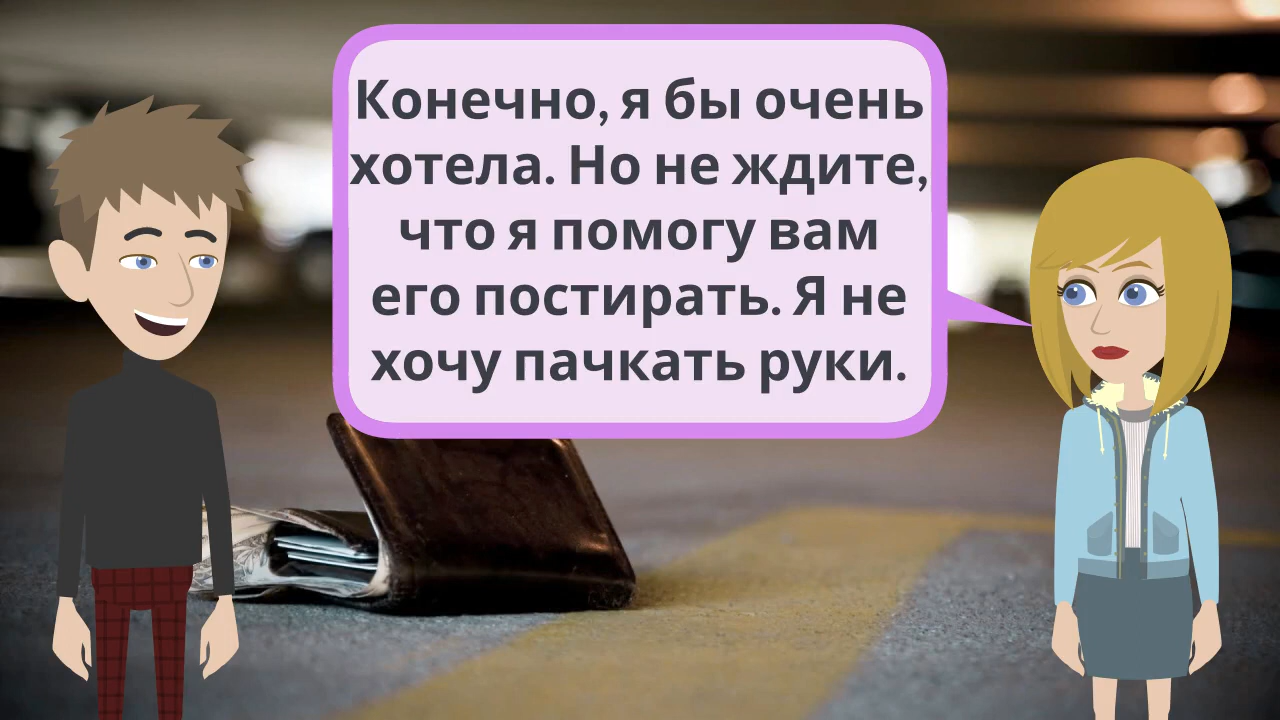 Конечно, я бы очень
хотела. Но не ждите,
что я помогу вам
его постирать. Я не
хочу пачкать руки.